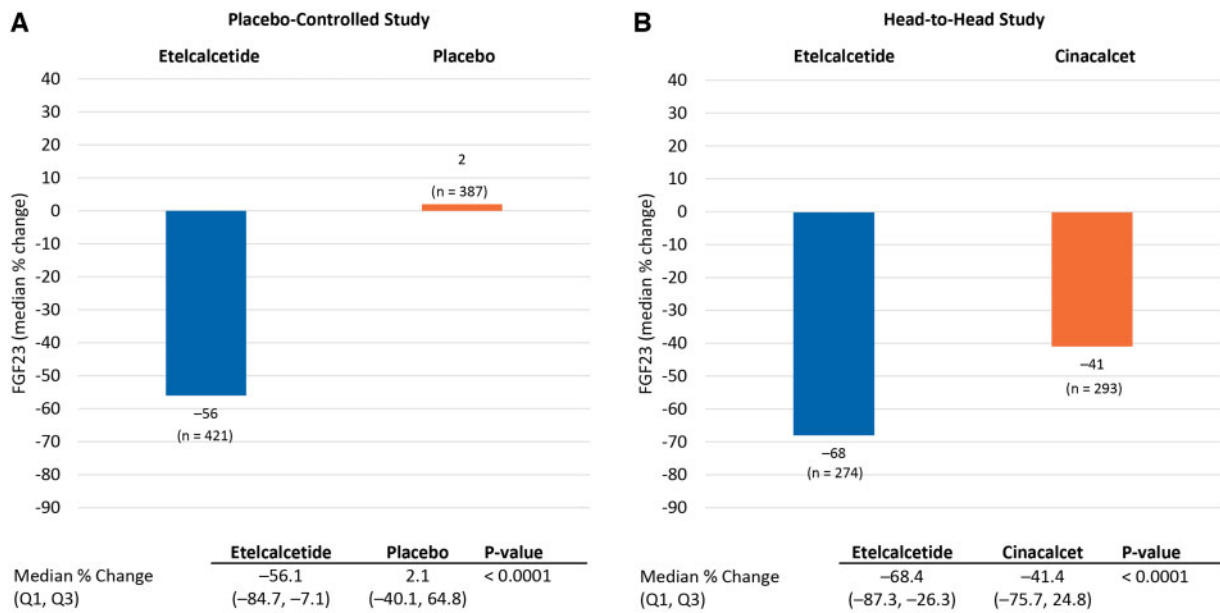 A
Placebo-Controlled Study
Etelcalcetide Placebo
FGF23 (median % change)
40
30
20
10
0
-10
-20
-30
-40
-50
-60
-70
-80
-90
2
(n = 387)
–56
(n = 421)
Etelcalcetide Placebo P-value
Median % Change –56.1 2.1 < 0.0001
(Q1, Q3) (–84.7, –7.1) (–40.1, 64.8)
B
Head-to-Head Study
Etelcalcetide Cinacalcet
FGF23 (median % change)
40
30
20
10
0
-10
-20
-30
-40
-50
-60
-70
-80
-90
–41
(n = 293)
–68
(n = 274)
Etelcalcetide Cinacalcet P-value
Median % Change –68.4 –41.4 < 0.0001
(Q1, Q3) (–87.3, –26.3) (–75.7, 24.8)